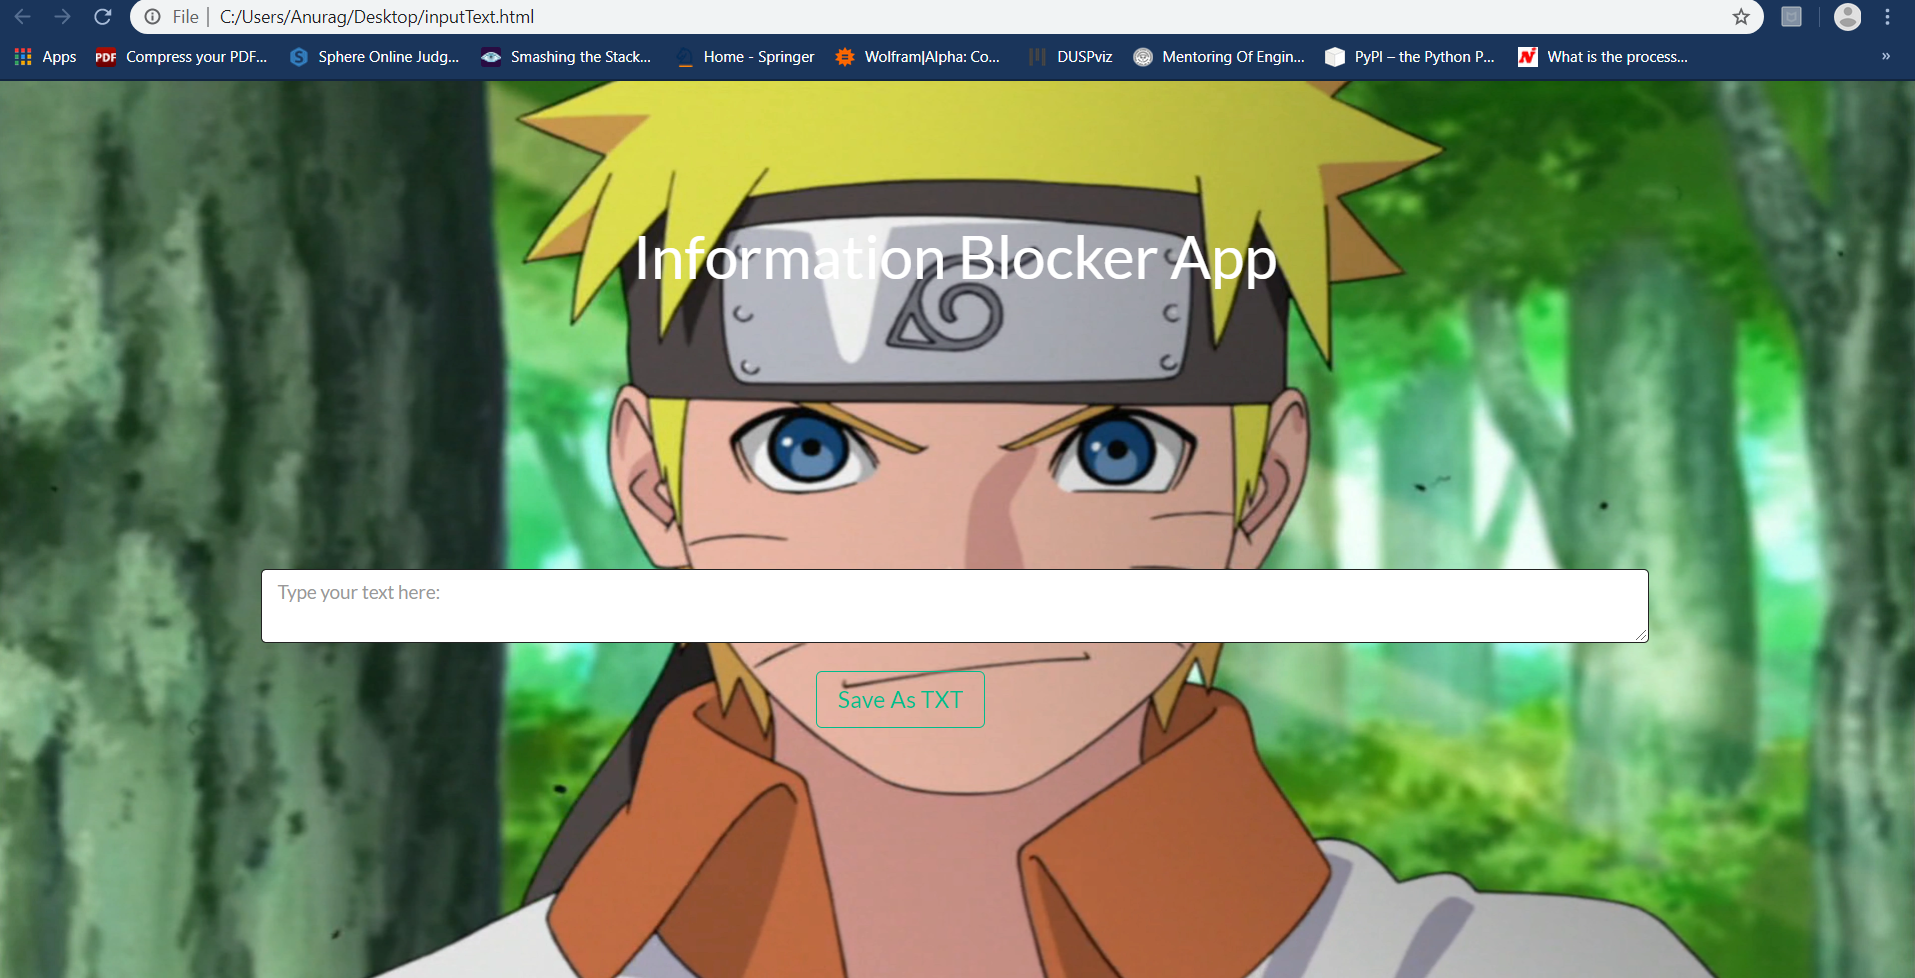 File C:/Users/Anurag/Desktop/inputText.html
Apps PDF Compress your PDF... S Sphere Online Judg... Smashing the Stack... Home - Springer Wolfram|Alpha: Co... DUSPviz Mentoring Of Engin... PyPI – the Python P... N What is the process... »
Information Blocker App
Type your text here:
Save As TXT